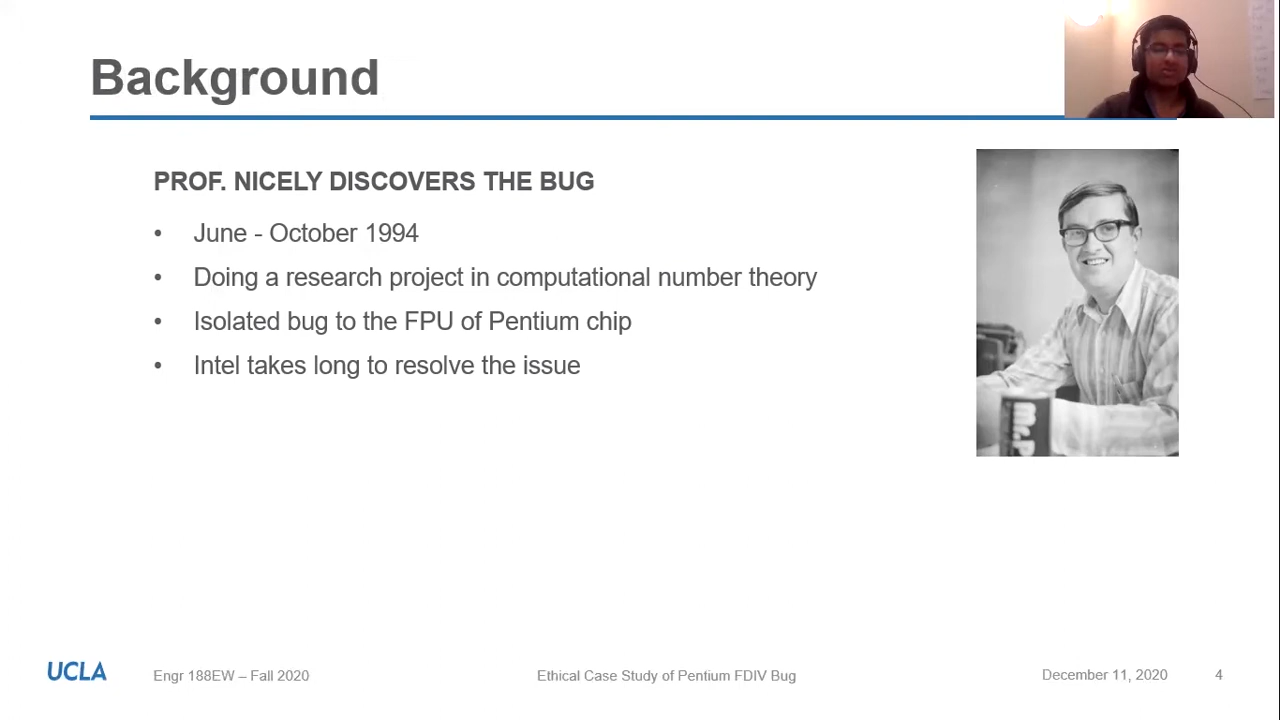 Background
PROF. NICELY DISCOVERS THE BUG
• June - October 1994
• Doing a research project in computational number theory
• Isolated bug to the FPU of Pentium chip
• Intel takes long to resolve the issue
Mr.P
UCLA
Engr 188EW – Fall 2020
Ethical Case Study of Pentium FDIV Bug
December 11, 2020
4